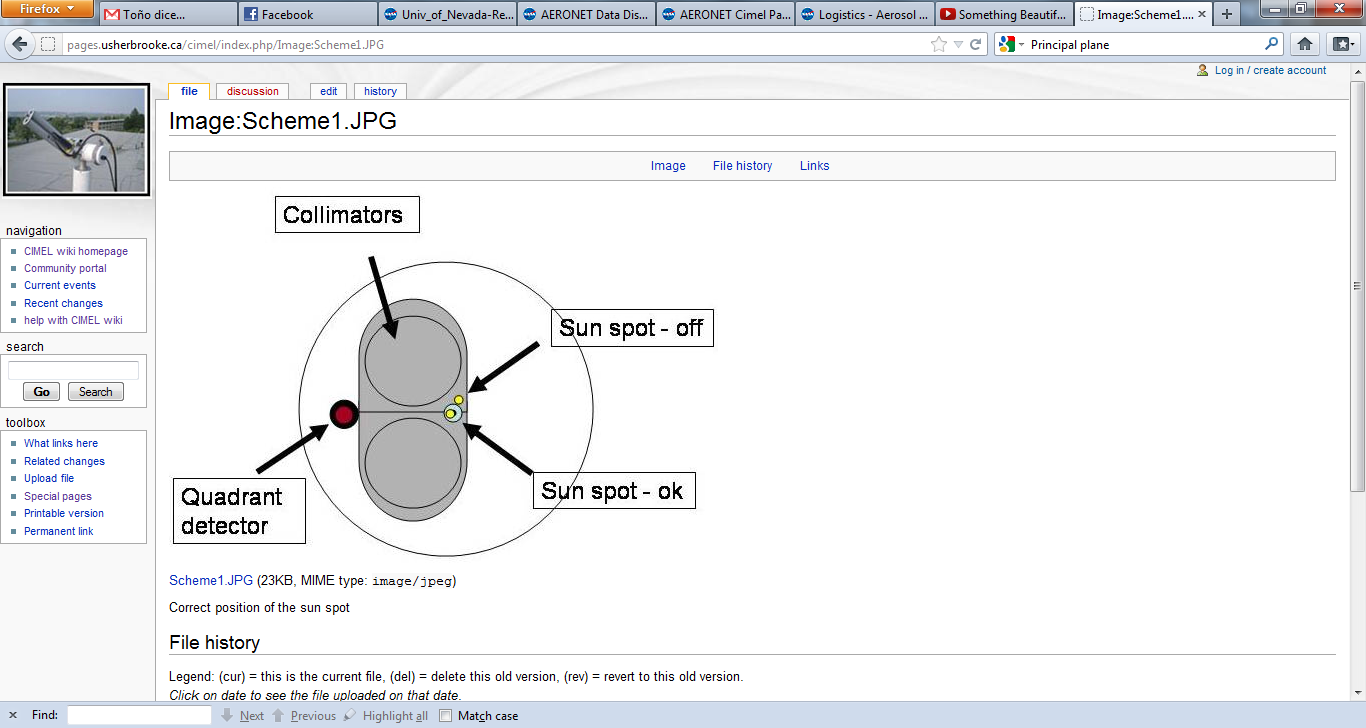 Firefox
Toño dice...
Facebook
Univ_of_Nevada-Re...
AERONET Data Dis...
AERONET Cimel Pa...
Logistics - Aerosol ...
Something Beautif...
Image:Scheme1....
pages.usherbrooke.ca/cimel/index.php/Image:Scheme1.JPG
Principal plane
Log in / create account
file
discussion
edit
history
Image:Scheme1.JPG
Image
File history
Links
navigation
CIMEL wiki homepage
Community portal
Current events
Recent changes
help with CIMEL wiki
search
Go
Search
toolbox
What links here
Related changes
Upload file
Special pages
Printable version
Permanent link
Collimators
Sun spot - off
Sun spot - ok
Quadrant
detector
Scheme1.JPG (23KB, MIME type: image/jpeg)
Correct position of the sun spot
File history
Legend: (cur) = this is the current file, (del) = delete this old version, (rev) = revert to this old version.
Click on date to see the file uploaded on that date.
Find:
Next
Previous
Highlight all
Match case